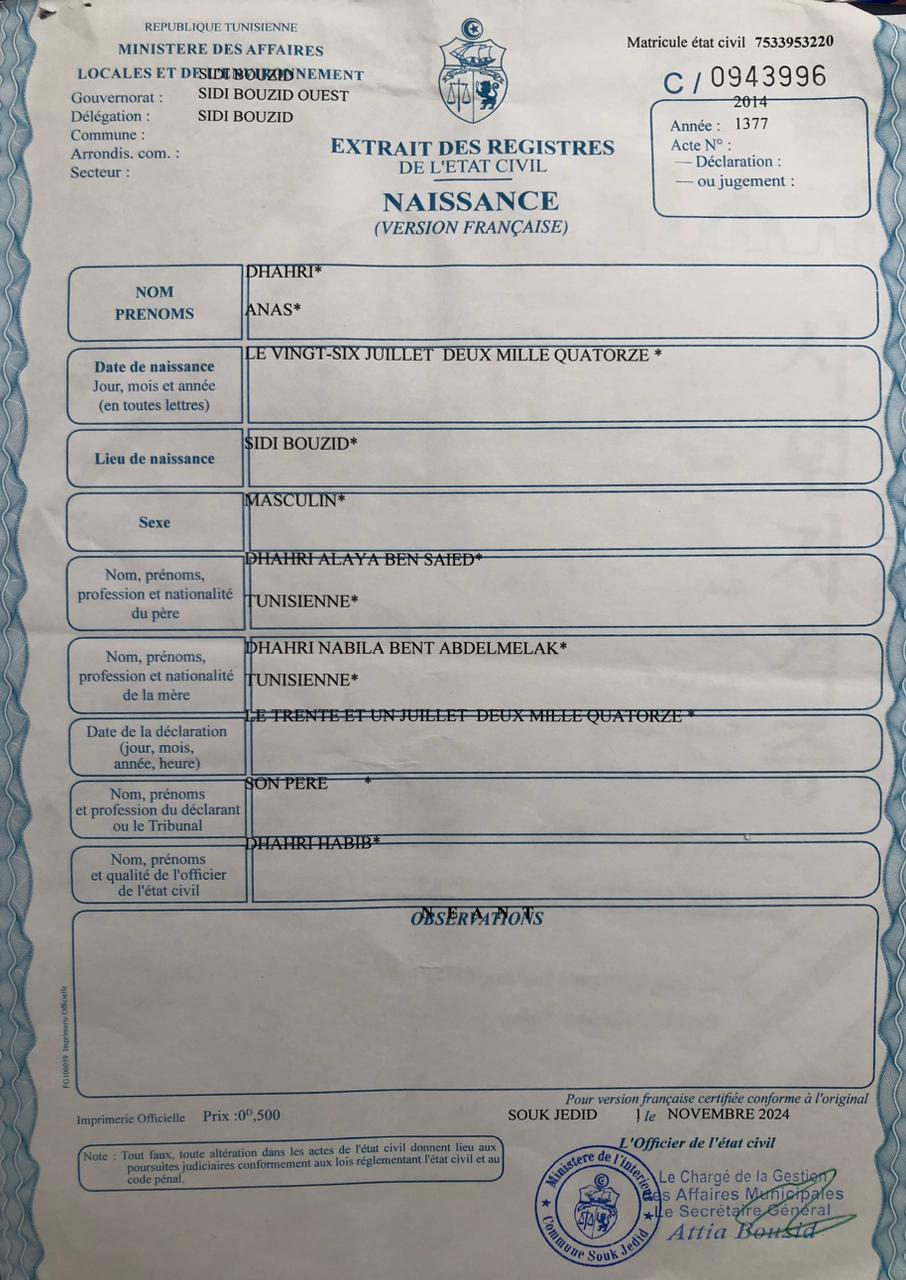 REPUBLIQUE TUNISIENNE
MINISTERE DES AFFAIRES
LOCALES ET DE L'ENVIRONNEMENT
SIDI BOUZID
Gouvernorat : SIDI BOUZID OUEST
Délégation : SIDI BOUZID
Commune :
Arrondis. com. :
Secteur :
Matricule état civil 7533953220
C / 0943996
2014
Année : 1377
Acte N° :
— Déclaration :
— ou jugement :
EXTRAIT DES REGISTRES
DE L'ETAT CIVIL
NAISSANCE
(VERSION FRANÇAISE)
NOM
PRENOMS
DHAHRI*
ANAS*
Date de naissance
Jour, mois et année
(en toutes lettres)
LE VINGT-SIX JUILLET DEUX MILLE QUATORZE *
Lieu de naissance
SIDI BOUZID*
Sexe
MASCULIN*
Nom, prénoms,
profession et nationalité
du père
DHAHRI ALAYA BEN SAIED*
TUNISIENNE*
Nom, prénoms,
profession et nationalité
de la mère
DHAHRI NABILA BENT ABDELMELAK*
TUNISIENNE*
Date de la déclaration
(jour, mois,
année, heure)
LE TRENTE ET UN JUILLET DEUX MILLE QUATORZE *
Nom, prénoms
et profession du déclarant
ou le Tribunal
SON PERE *
Nom, prénoms
et qualité de l'officier
de l'état civil
DHAHRI HABIB*
N E A N T
OBSERVATIONS
FG100059 Imprimerie Officielle
Imprimerie Officielle Prix :0ᴰ,500
Pour version française certifiée conforme à l'original
SOUK JEDID le NOVEMBRE 2024
L'Officier de l'état civil
Note : Tout faux, toute altération dans les actes de l'état civil donnent lieu aux
poursuites judiciaires conformement aux lois réglementant l'état civil et au
code pénal.
Ministere de l'interieur
Commune Souk Jedid
Le Chargé de la Gestion
des Affaires Municipales
Le Secrétaire Général
Attia Bouzid